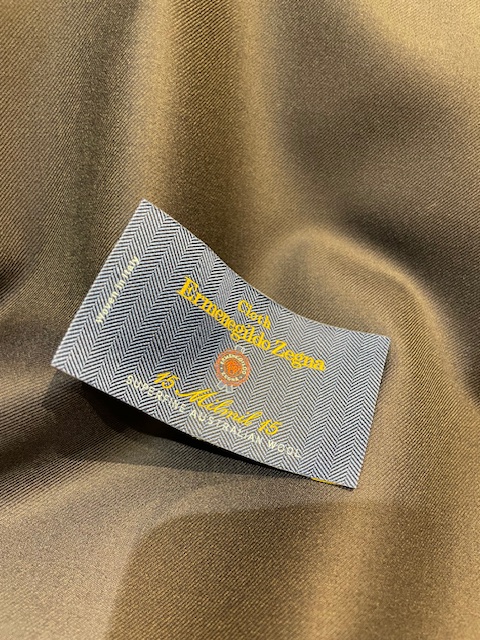 Cloth
Ermenegildo Zegna
15 Milmil 15
SUPERFINE AUSTRALIAN WOOL